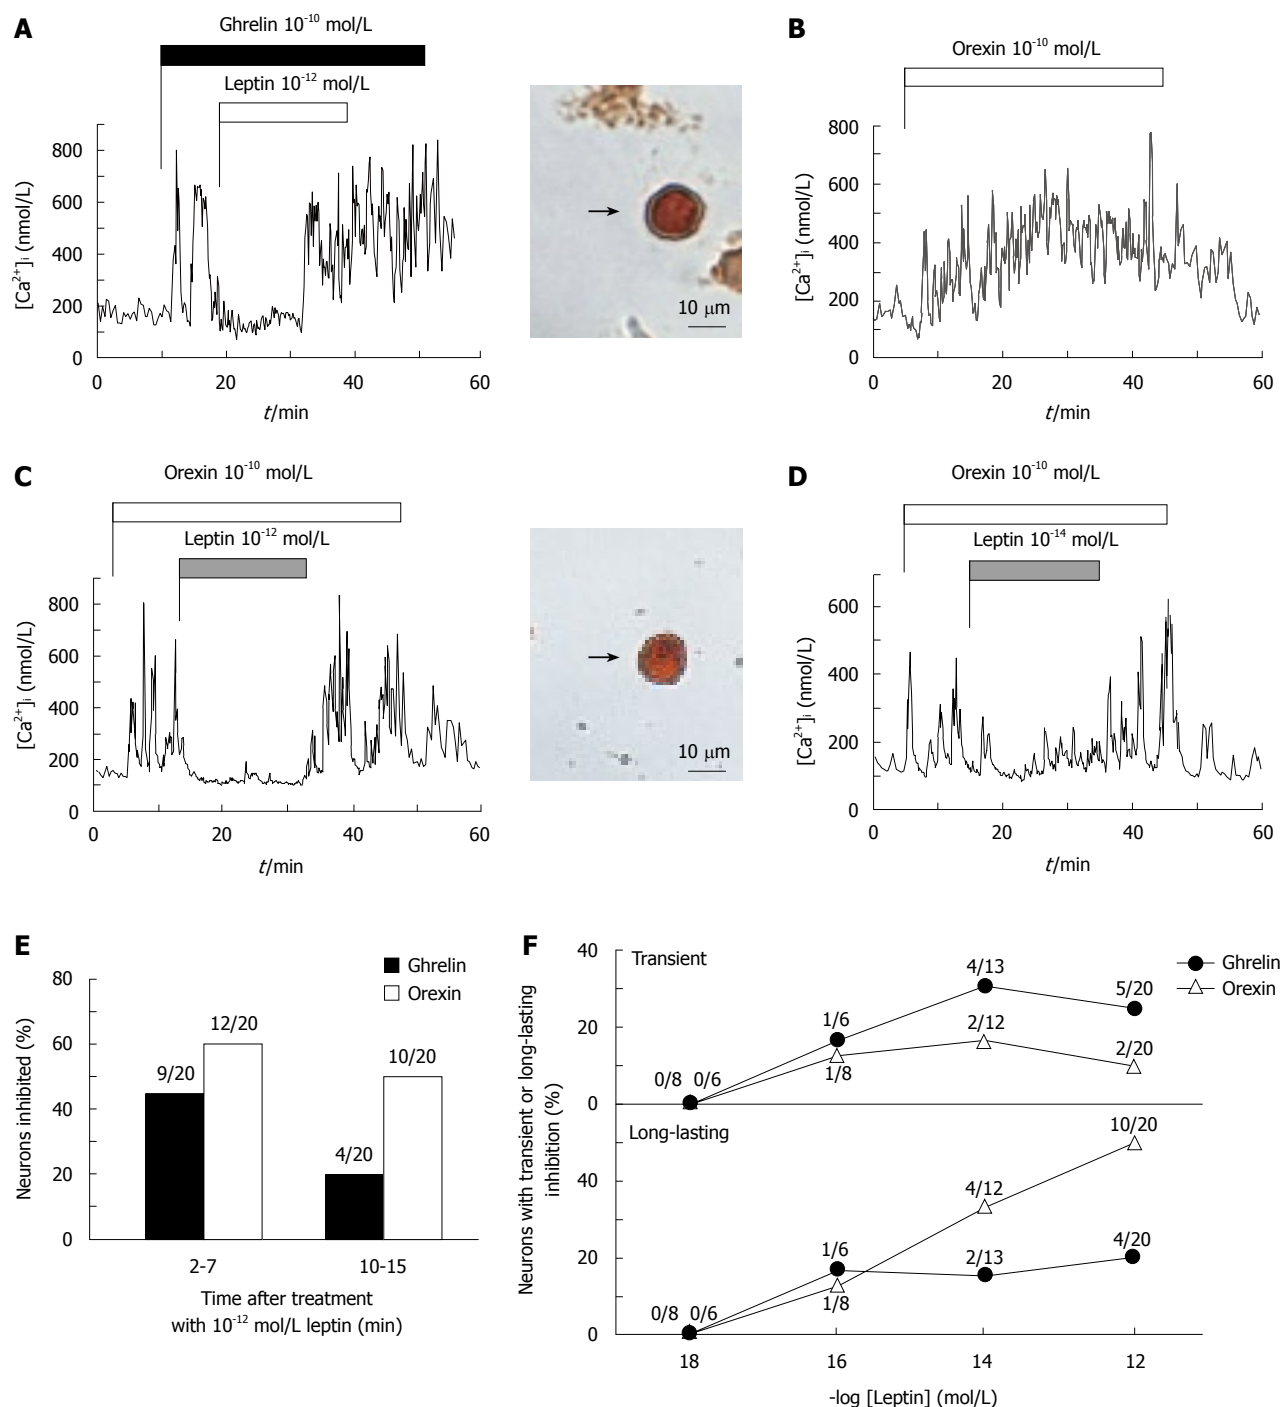 A
Ghrelin 10⁻¹⁰ mol/L
Leptin 10⁻¹² mol/L
[Ca²⁺]i (nmol/L)
800
600
400
200
0
0 20 40 60
t/min
10 μm
B
Orexin 10⁻¹⁰ mol/L
[Ca²⁺]i (nmol/L)
800
600
400
200
0
0 20 40 60
t/min
C
Orexin 10⁻¹⁰ mol/L
Leptin 10⁻¹² mol/L
[Ca²⁺]i (nmol/L)
800
600
400
200
0
0 20 40 60
t/min
10 μm
D
Orexin 10⁻¹⁰ mol/L
Leptin 10⁻¹⁴ mol/L
[Ca²⁺]i (nmol/L)
600
400
200
0
0 20 40 60
t/min
E
Ghrelin
Orexin
Neurons inhibited (%)
80
60
40
20
0
9/20
12/20
4/20
10/20
2-7 10-15
Time after treatment
with 10⁻¹² mol/L leptin (min)
F
Ghrelin
Orexin
Neurons with transient or long-lasting
inhibition (%)
Transient
40
20
0
0/8 0/6
1/6
1/8
4/13
2/12
5/20
2/20
Long-lasting
40
20
0
0/8 0/6
1/6
1/8
4/12
2/13
10/20
4/20
18 16 14 12
-log [Leptin] (mol/L)